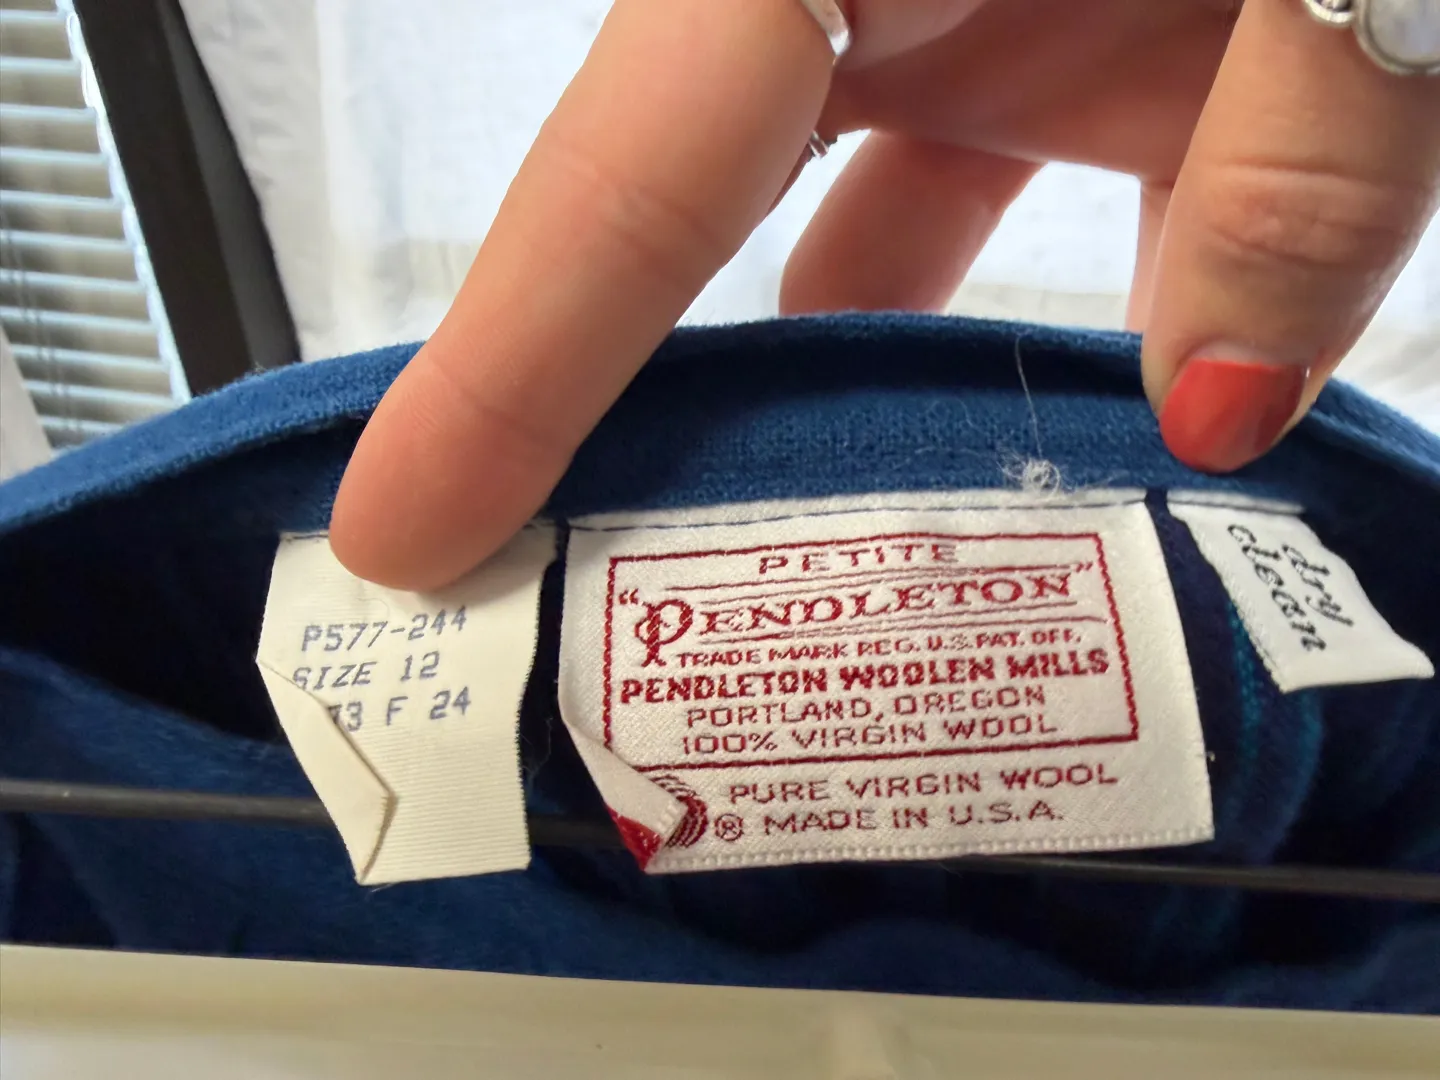 P577-244
SIZE 12
73 F 24
PETITE
"PENDLETON"
TRADE MARK REG. U.S. PAT. OFF.
PENDLETON WOOLEN MILLS
PORTLAND, OREGON
100% VIRGIN WOOL
PURE VIRGIN WOOL
® MADE IN U.S.A.
dry
clean